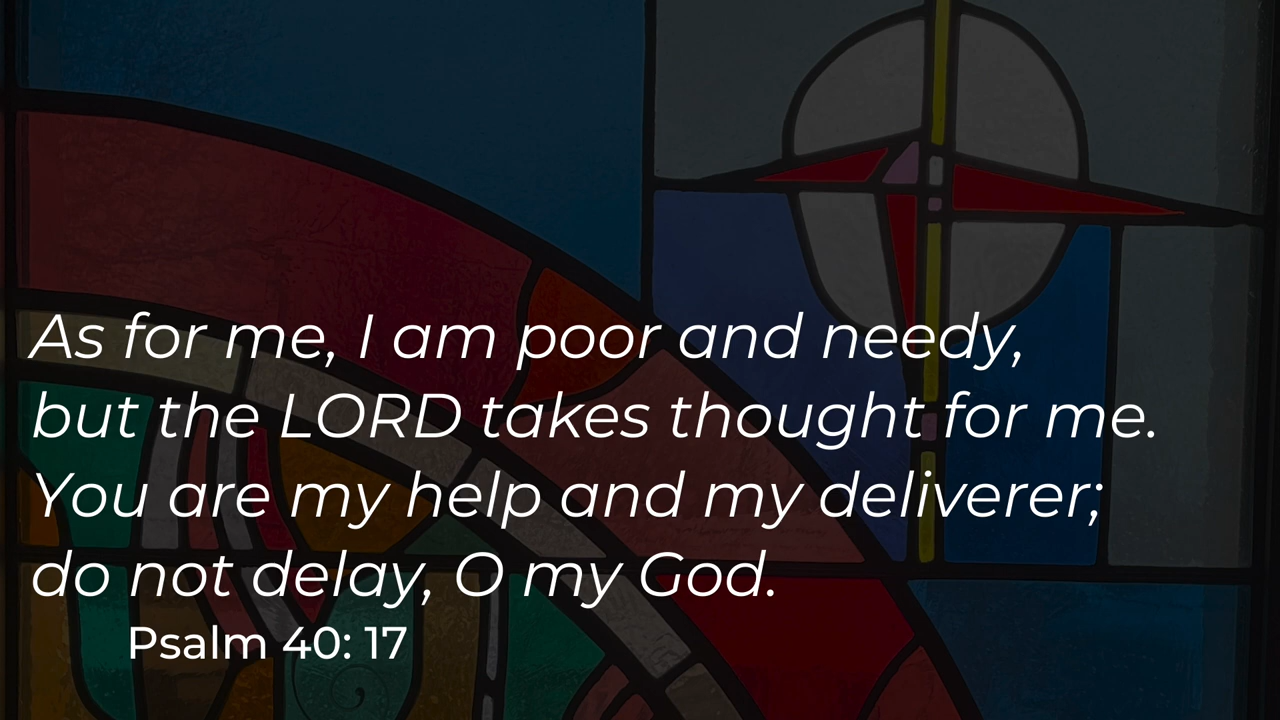 As for me, I am poor and needy,
but the LORD takes thought for me.
You are my help and my deliverer;
do not delay, O my God.
Psalm 40: 17